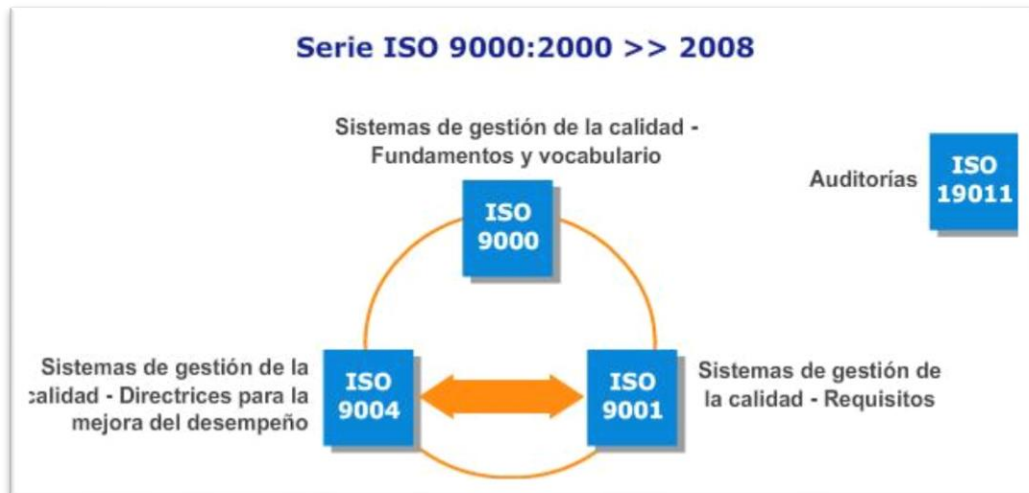 Serie ISO 9000:2000 >> 2008
Sistemas de gestión de la calidad -
Fundamentos y vocabulario
ISO
9000
Auditorías
ISO
19011
Sistemas de gestión de la
calidad - Directrices para la
mejora del desempeño
ISO
9004
ISO
9001
Sistemas de gestión de
la calidad - Requisitos